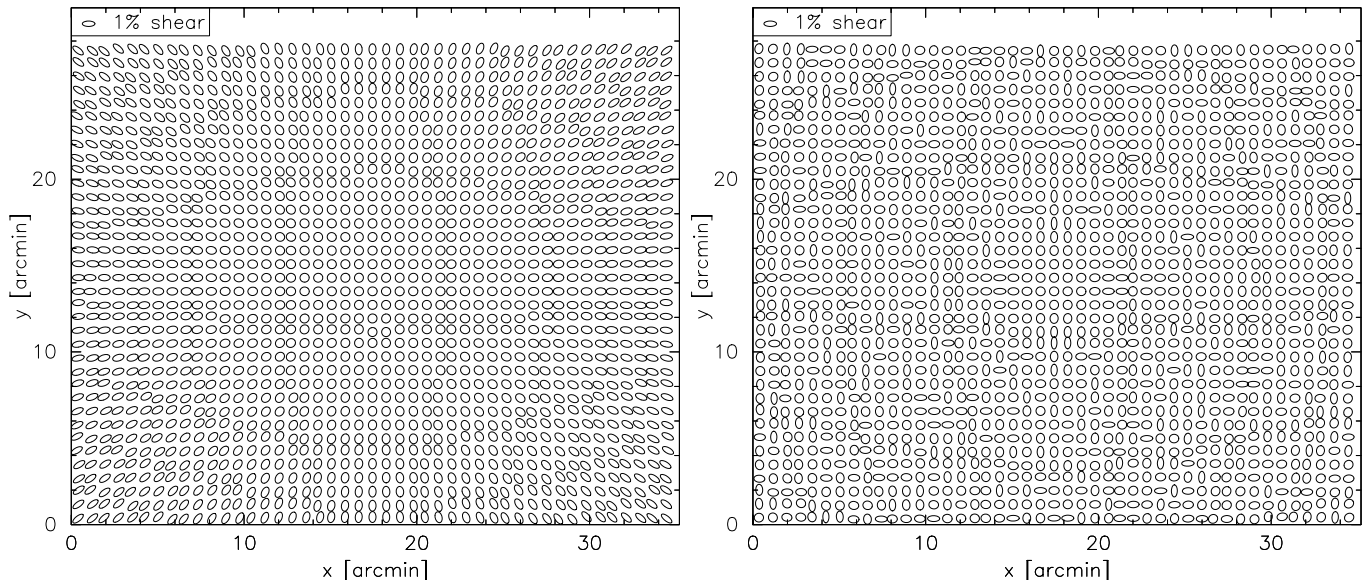 1% shear
1% shear
20
20
y [arcmin]
y [arcmin]
10
10
0
0
0 10 20 30
0 10 20 30
x [arcmin]
x [arcmin]